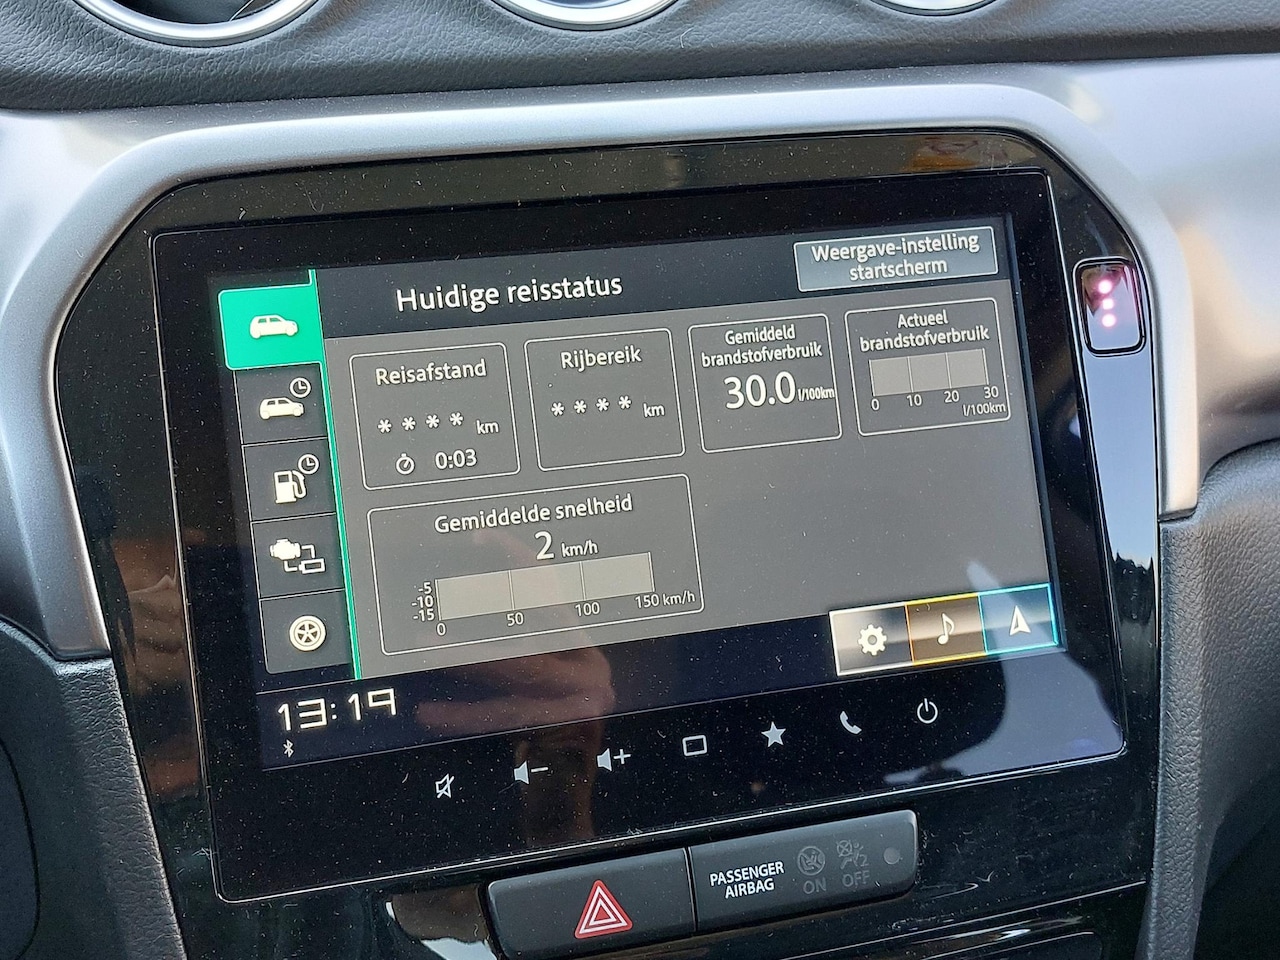 Huidige reisstatus
Weergave-instelling
startscherm
Reisafstand
**** km
0:03
Rijbereik
**** km
Gemiddeld
brandstofverbruik
30.0 l/100km
Actueel
brandstofverbruik
0 10 20 30
l/100km
Gemiddelde snelheid
2 km/h
-5
-10
-15
0 50 100 150 km/h
13:19
PASSENGER
AIRBAG
ON OFF